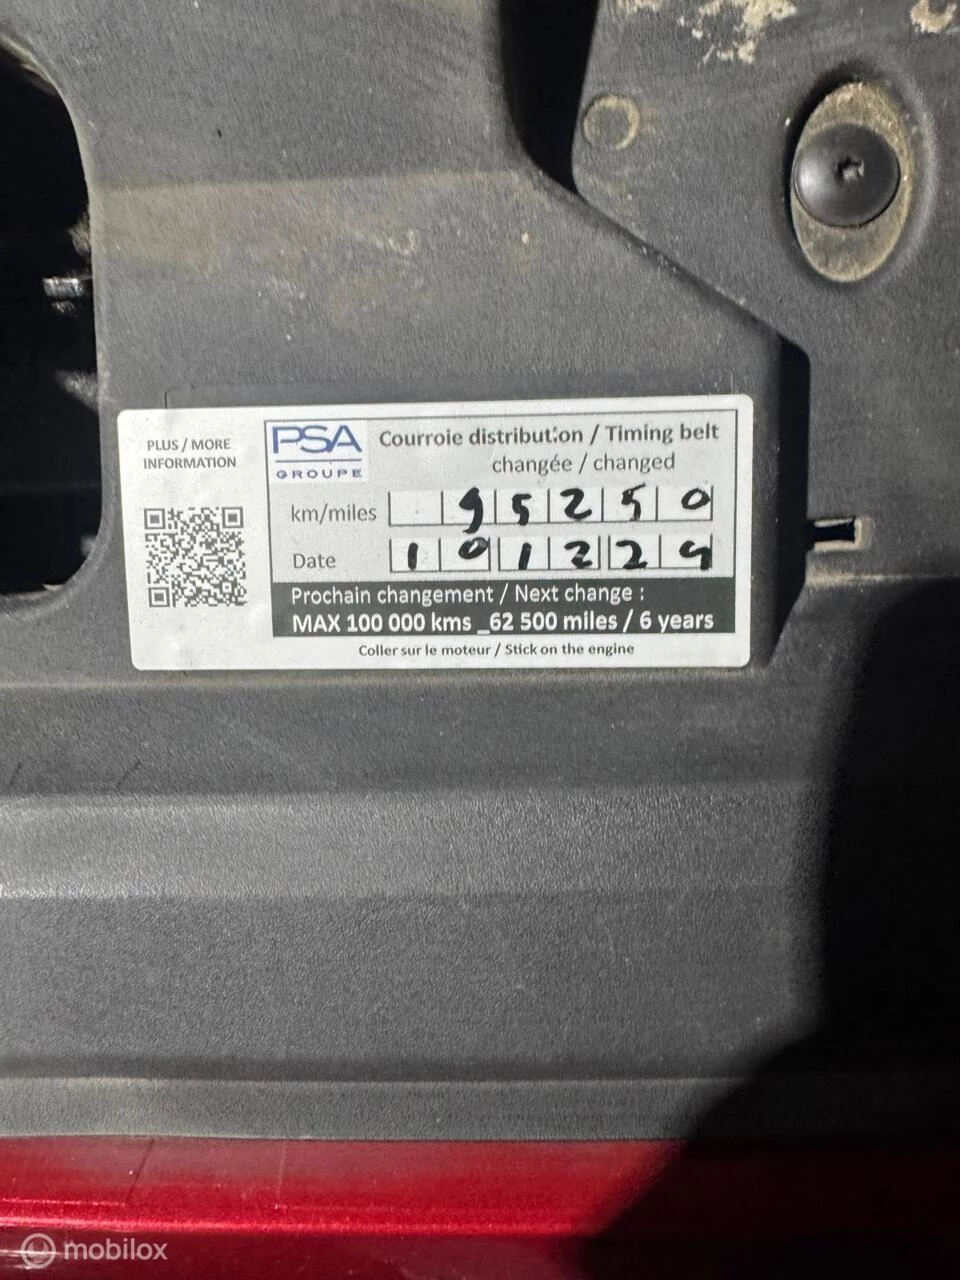 PLUS / MORE
INFORMATION
PSA
GROUPE
Courroie distribution / Timing belt
changée / changed
km/miles 95250
Date 101224
Prochain changement / Next change :
MAX 100 000 kms _62 500 miles / 6 years
Coller sur le moteur / Stick on the engine
mobilox